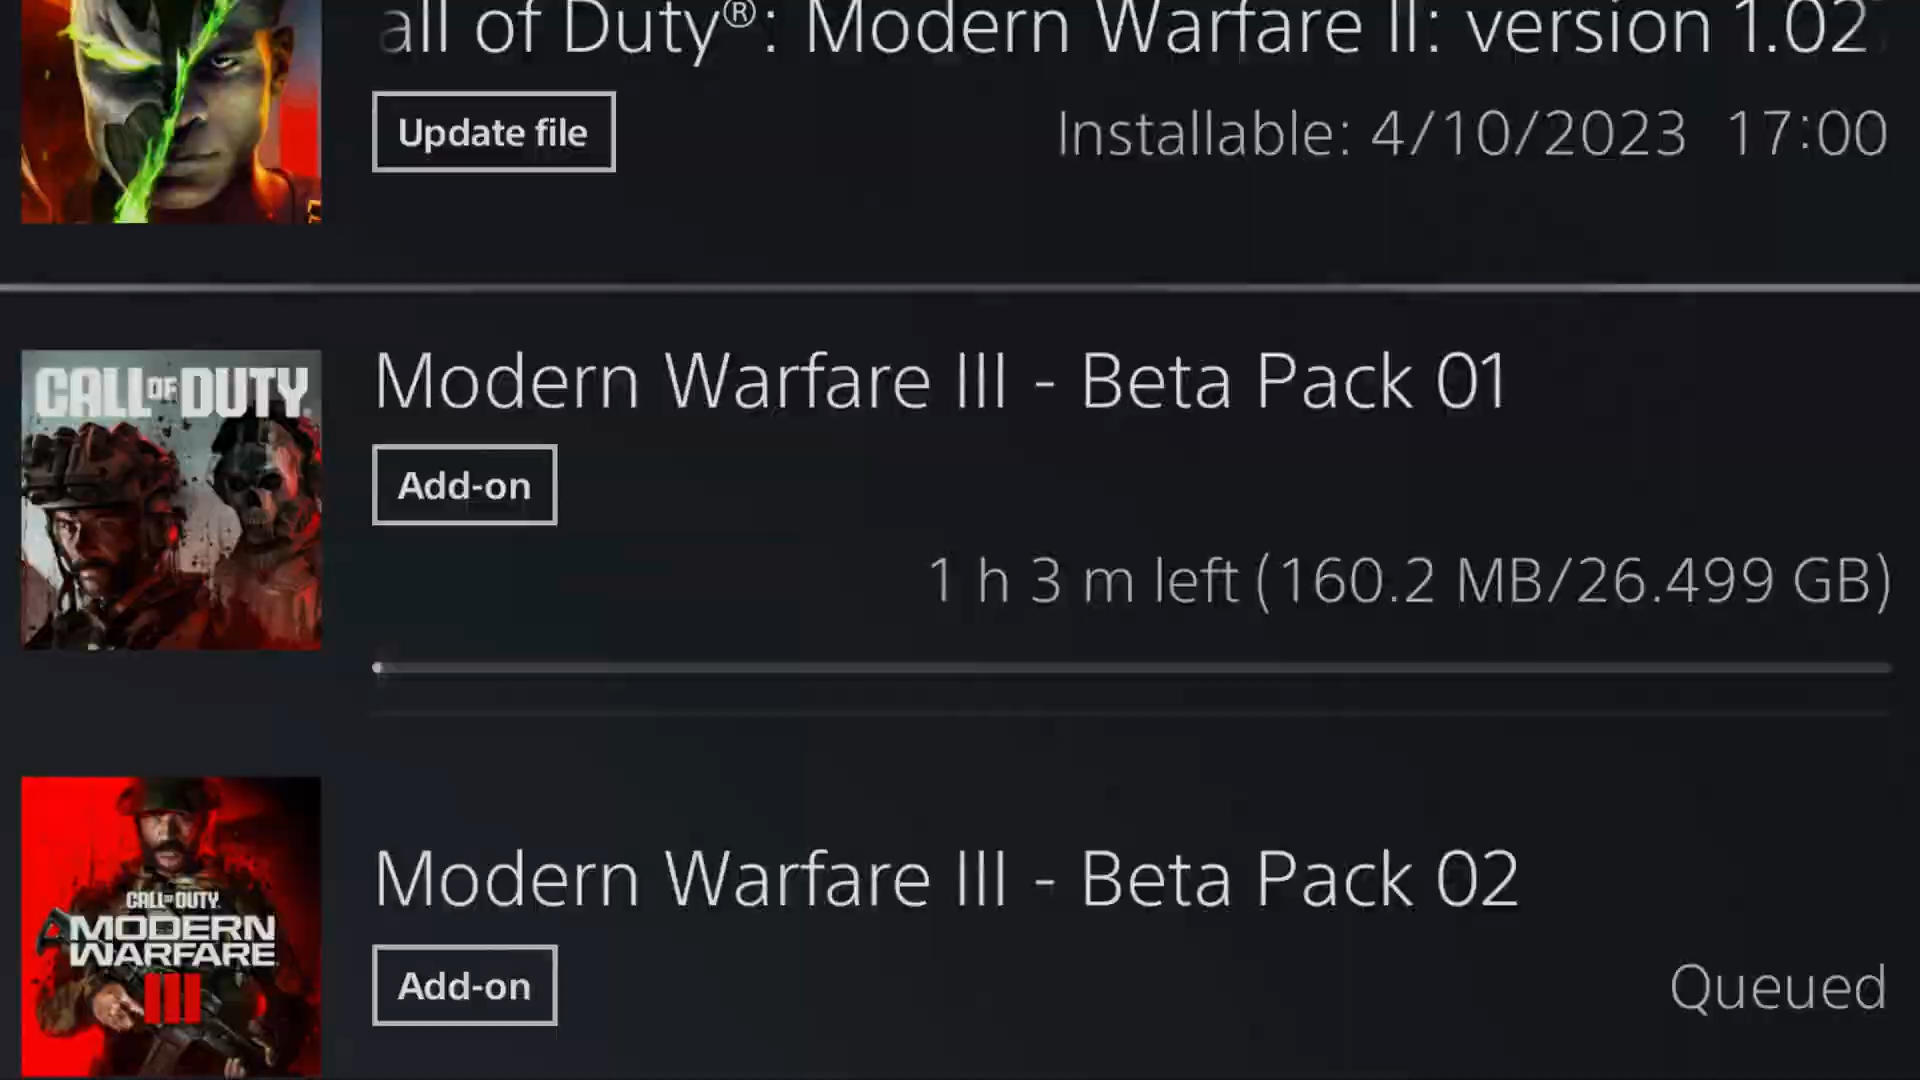 all of Duty®: Modern Warfare II: version 1.02
Update file
Installable: 4/10/2023 17:00
CALL OF DUTY
Modern Warfare III - Beta Pack 01
Add-on
1 h 3 m left (160.2 MB/26.499 GB)
CALL OF DUTY
MODERN
WARFARE
III
Modern Warfare III - Beta Pack 02
Add-on
Queued